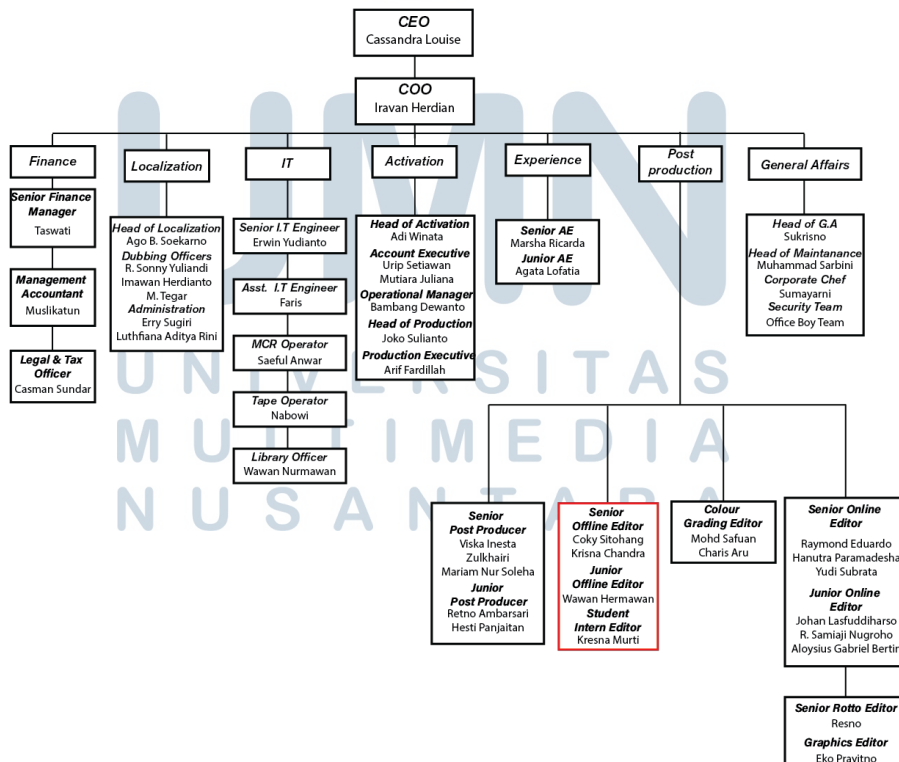 CEO
Cassandra Louise
COO
Iravan Herdian
Finance
Localization
IT
Activation
Experience
Post
production
General Affairs
Senior Finance
Manager
Taswati
Management
Accountant
Muslikatun
Legal & Tax
Officer
Casman Sundar
Head of Localization
Ago B. Soekarno
Dubbing Officers
R. Sonny Yuliandi
Imawan Herdianto
M. Tegar
Administration
Erry Sugiri
Luthfiana Aditya Rini
Senior I.T Engineer
Erwin Yudianto
Asst. I.T Engineer
Faris
MCR Operator
Saeful Anwar
Tape Operator
Nabowi
Library Officer
Wawan Nurmawan
Head of Activation
Adi Winata
Account Executive
Urip Setiawan
Mutiara Juliana
Operational Manager
Bambang Dewanto
Head of Production
Joko Sulianto
Production Executive
Arif Fardillah
Senior AE
Marsha Ricarda
Junior AE
Agata Lofatia
Head of G.A
Sukrisno
Head of Maintanance
Muhammad Sarbini
Corporate Chef
Sumayarni
Security Team
Office Boy Team
Senior
Post Producer
Viska Inesta
Zulkhairi
Mariam Nur Soleha
Junior
Post Producer
Retno Ambarsari
Hesti Panjaitan
Senior
Offline Editor
Coky Sitohang
Krisna Chandra
Junior
Offline Editor
Wawan Hermawan
Student
Intern Editor
Kresna Murti
Colour
Grading Editor
Mohd Safuan
Charis Aru
Senior Online
Editor
Raymond Eduardo
Hanutra Paramadesha
Yudi Subrata
Junior Online
Editor
Johan Lasfuddiharso
R. Samiaji Nugroho
Aloysius Gabriel Bertin
Senior Rotto Editor
Resno
Graphics Editor
Eko Prayitno
UMN
UNIVERSITAS
MULTIMEDIA
NUSANTARA